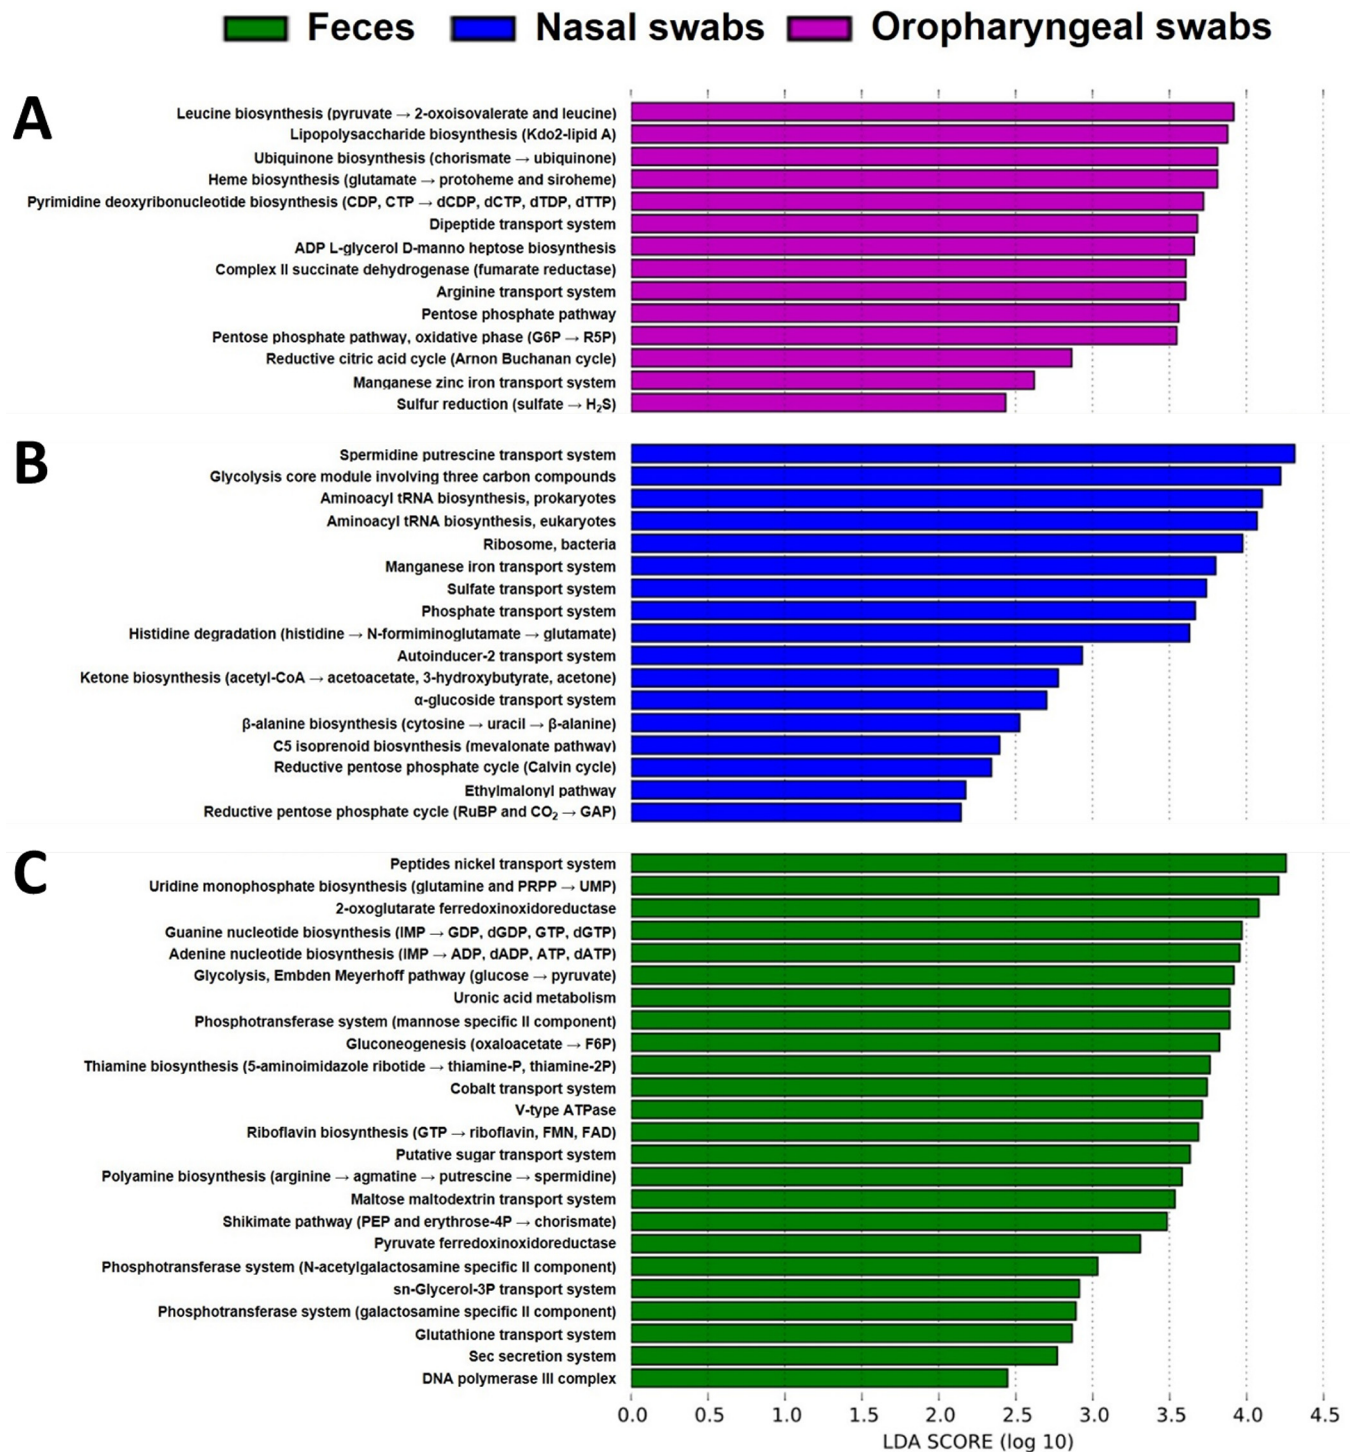 Feces Nasal swabs Oropharyngeal swabs
A
Leucine biosynthesis (pyruvate → 2-oxoisovalerate and leucine)
Lipopolysaccharide biosynthesis (Kdo2-lipid A)
Ubiquinone biosynthesis (chorismate → ubiquinone)
Heme biosynthesis (glutamate → protoheme and siroheme)
Pyrimidine deoxyribonucleotide biosynthesis (CDP, CTP → dCDP, dCTP, dTDP, dTTP)
Dipeptide transport system
ADP L-glycerol D-manno heptose biosynthesis
Complex II succinate dehydrogenase (fumarate reductase)
Arginine transport system
Pentose phosphate pathway
Pentose phosphate pathway, oxidative phase (G6P → R5P)
Reductive citric acid cycle (Arnon Buchanan cycle)
Manganese zinc iron transport system
Sulfur reduction (sulfate → H₂S)
B
Spermidine putrescine transport system
Glycolysis core module involving three carbon compounds
Aminoacyl tRNA biosynthesis, prokaryotes
Aminoacyl tRNA biosynthesis, eukaryotes
Ribosome, bacteria
Manganese iron transport system
Sulfate transport system
Phosphate transport system
Histidine degradation (histidine → N-formiminoglutamate → glutamate)
Autoinducer-2 transport system
Ketone biosynthesis (acetyl-CoA → acetoacetate, 3-hydroxybutyrate, acetone)
α-glucoside transport system
β-alanine biosynthesis (cytosine → uracil → β-alanine)
C5 isoprenoid biosynthesis (mevalonate pathway)
Reductive pentose phosphate cycle (Calvin cycle)
Ethylmalonyl pathway
Reductive pentose phosphate cycle (RuBP and CO₂ → GAP)
C
Peptides nickel transport system
Uridine monophosphate biosynthesis (glutamine and PRPP → UMP)
2-oxoglutarate ferredoxinoxidoreductase
Guanine nucleotide biosynthesis (IMP → GDP, dGDP, GTP, dGTP)
Adenine nucleotide biosynthesis (IMP → ADP, dADP, ATP, dATP)
Glycolysis, Embden Meyerhoff pathway (glucose → pyruvate)
Uronic acid metabolism
Phosphotransferase system (mannose specific II component)
Gluconeogenesis (oxaloacetate → F6P)
Thiamine biosynthesis (5-aminoimidazole ribotide → thiamine-P, thiamine-2P)
Cobalt transport system
V-type ATPase
Riboflavin biosynthesis (GTP → riboflavin, FMN, FAD)
Putative sugar transport system
Polyamine biosynthesis (arginine → agmatine → putrescine → spermidine)
Maltose maltodextrin transport system
Shikimate pathway (PEP and erythrose-4P → chorismate)
Pyruvate ferredoxinoxidoreductase
Phosphotransferase system (N-acetylgalactosamine specific II component)
sn-Glycerol-3P transport system
Phosphotransferase system (galactosamine specific II component)
Glutathione transport system
Sec secretion system
DNA polymerase III complex
0.0 0.5 1.0 1.5 2.0 2.5 3.0 3.5 4.0 4.5
LDA SCORE (log 10)